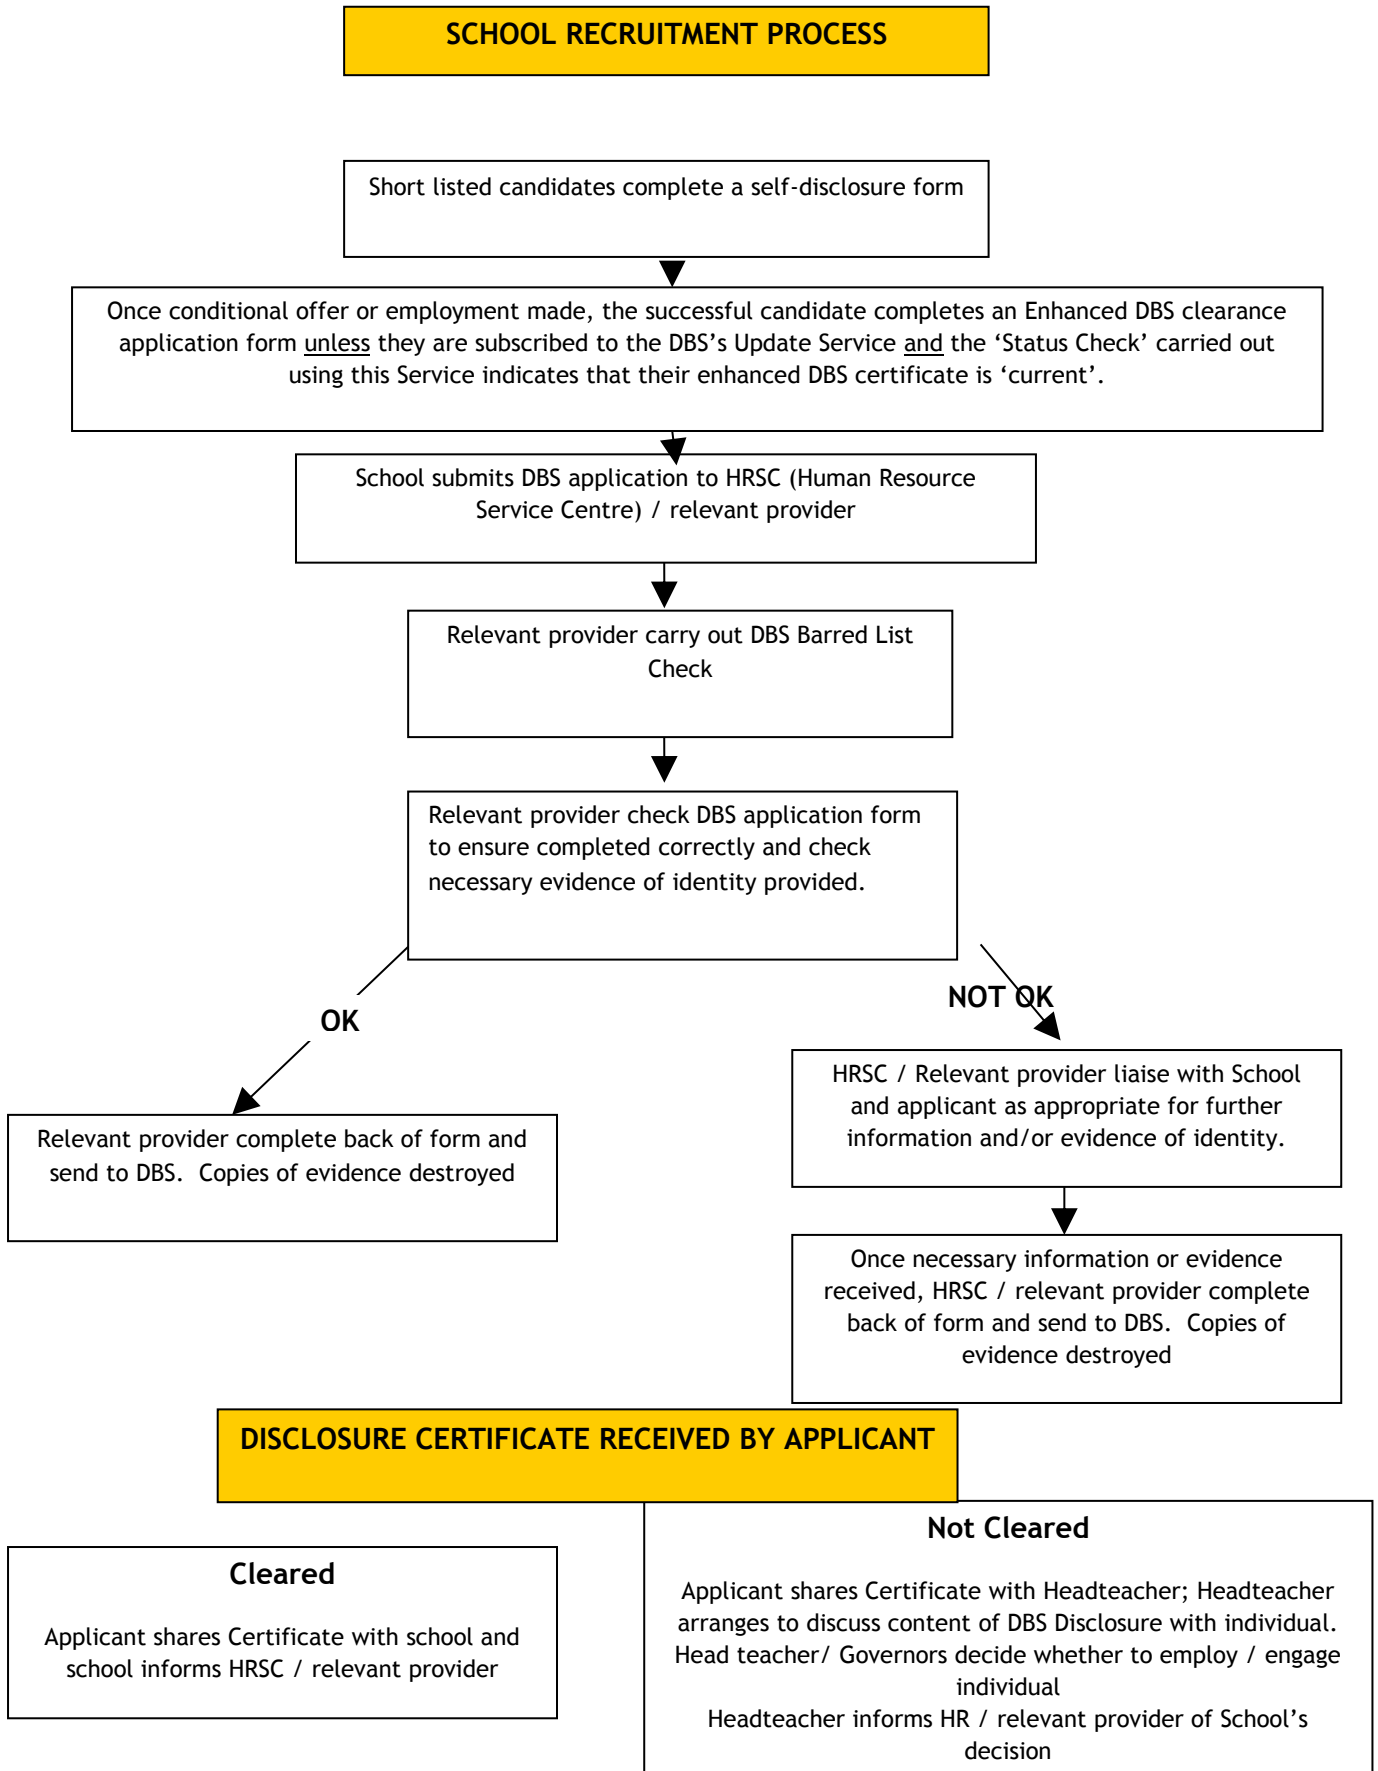 SCHOOL RECRUITMENT PROCESS
Short listed candidates complete a self-disclosure form
Once conditional offer or employment made, the successful candidate completes an Enhanced DBS clearance
application form unless they are subscribed to the DBS’s Update Service and the ‘Status Check’ carried out
using this Service indicates that their enhanced DBS certificate is ‘current’.
School submits DBS application to HRSC (Human Resource
Service Centre) / relevant provider
Relevant provider carry out DBS Barred List
Check
Relevant provider check DBS application form
to ensure completed correctly and check
necessary evidence of identity provided.
OK
NOT OK
Relevant provider complete back of form and
send to DBS.  Copies of evidence destroyed
HRSC / Relevant provider liaise with School
and applicant as appropriate for further
information and/or evidence of identity.
Once necessary information or evidence
received, HRSC / relevant provider complete
back of form and send to DBS.  Copies of
evidence destroyed
DISCLOSURE CERTIFICATE RECEIVED BY APPLICANT
Cleared
Applicant shares Certificate with school and
school informs HRSC / relevant provider
Not Cleared
Applicant shares Certificate with Headteacher; Headteacher
arranges to discuss content of DBS Disclosure with individual.
Head teacher/ Governors decide whether to employ / engage
individual
Headteacher informs HR / relevant provider of School’s
decision